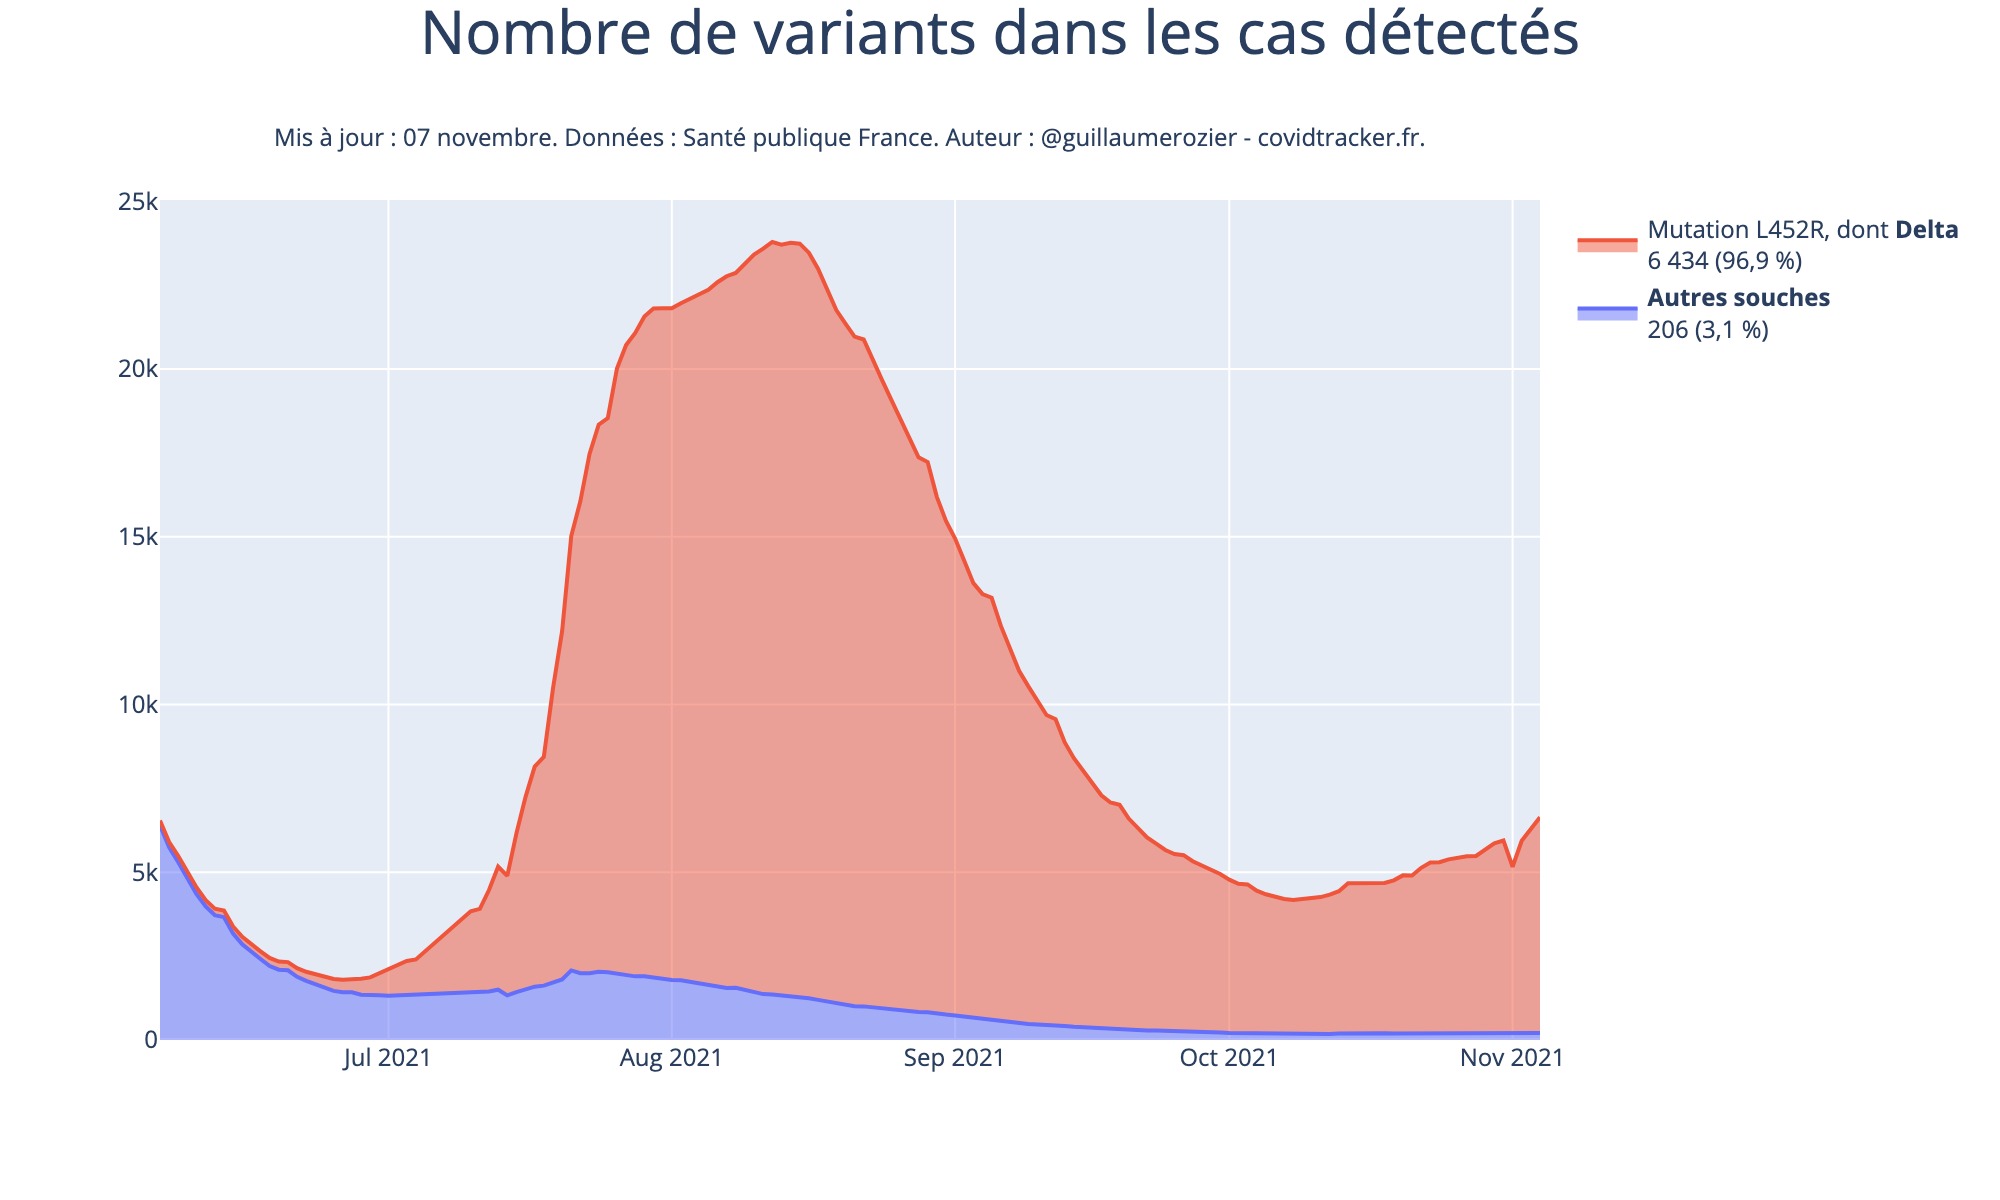 Nombre de variants dans les cas détectés
Mis à jour : 07 novembre. Données : Santé publique France. Auteur : @guillaumerozier - covidtracker.fr.
25k
20k
15k
10k
5k
0
Jul 2021
Aug 2021
Sep 2021
Oct 2021
Nov 2021
Mutation L452R, dont Delta
6 434 (96,9 %)
Autres souches
206 (3,1 %)